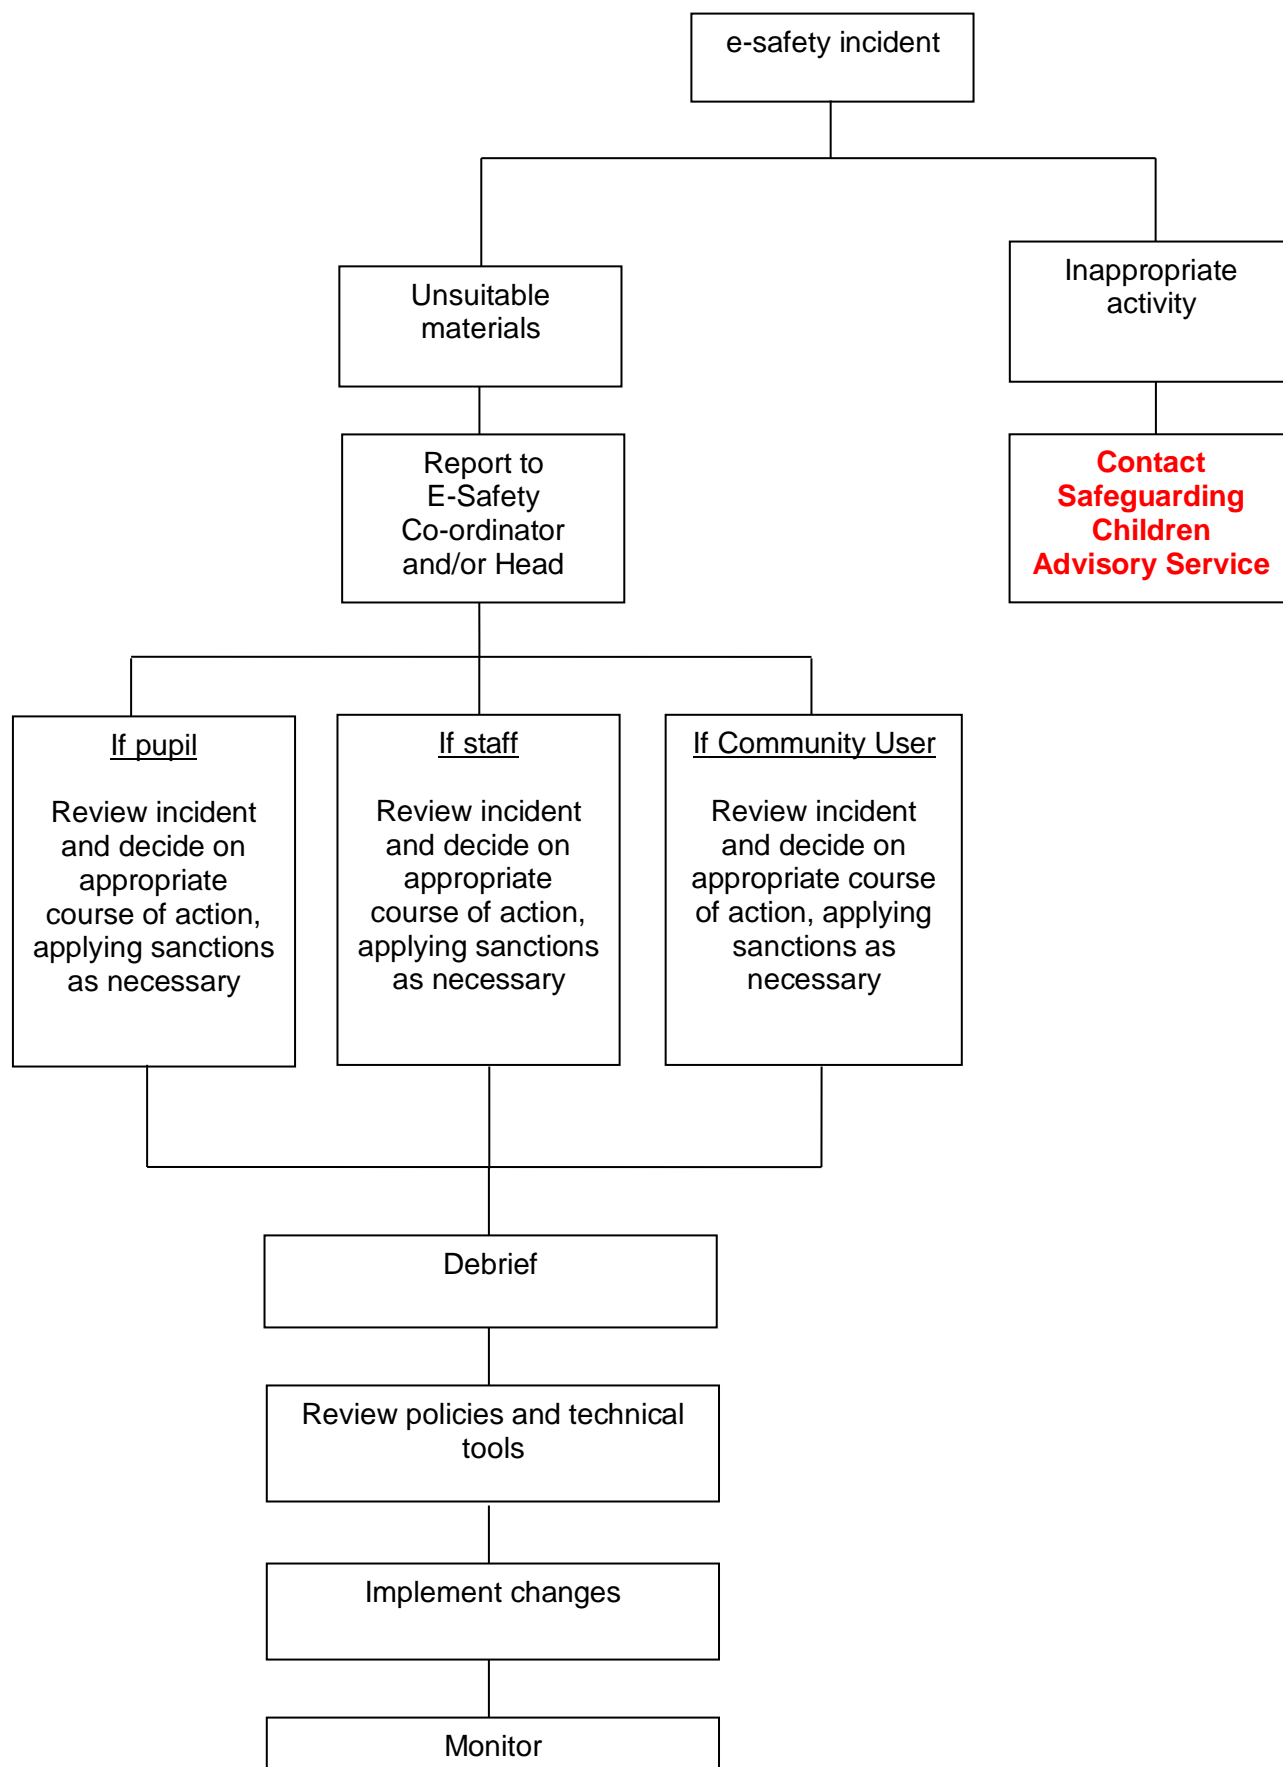 e-safety incident
Unsuitable
materials
Inappropriate
activity
Report to
E-Safety
Co-ordinator
and/or Head
Contact
Safeguarding
Children
Advisory Service
If pupil
Review incident
and decide on
appropriate
course of action,
applying sanctions
as necessary
If staff
Review incident
and decide on
appropriate
course of action,
applying sanctions
as necessary
If Community User
Review incident
and decide on
appropriate course
of action, applying
sanctions as
necessary
Debrief
Review policies and technical
tools
Implement changes
Monitor